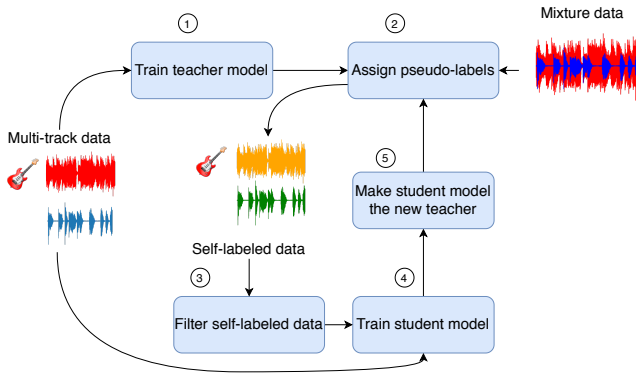 Mixture data
1
2
Train teacher model
Assign pseudo-labels
Multi-track data
5
Make student model
the new teacher
Self-labeled data
3
4
Filter self-labeled data
Train student model